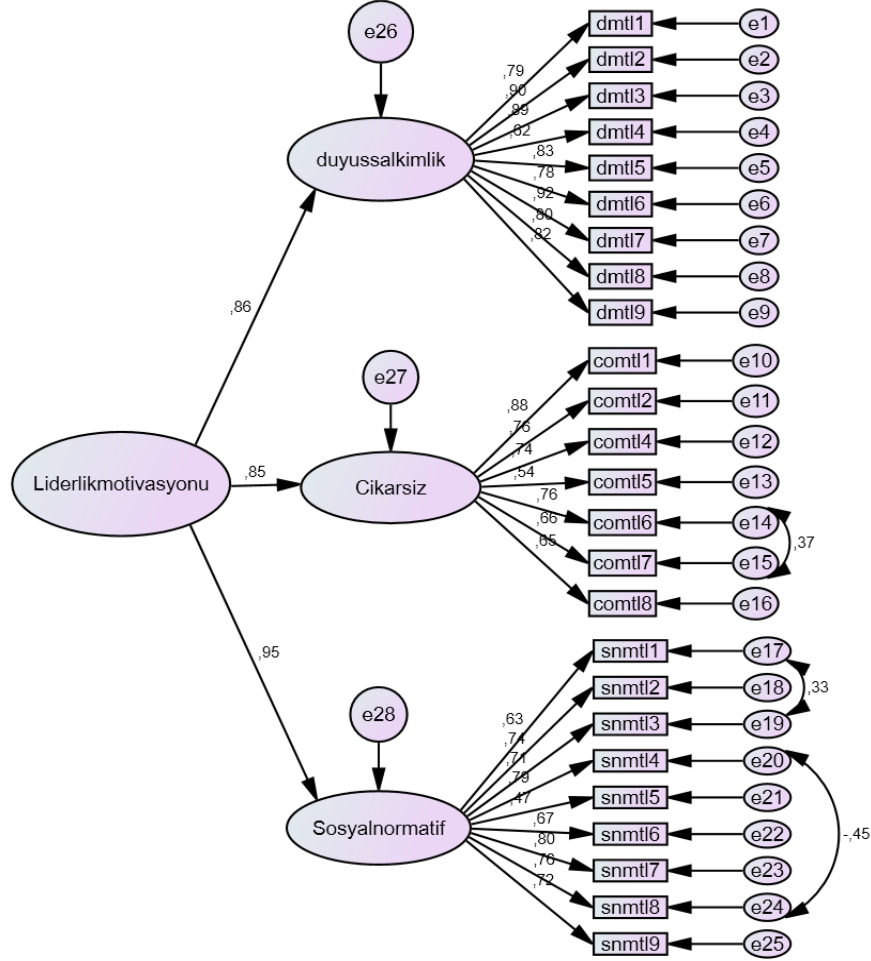 e26
duyussalkimlik
,79
,90
,89
,62
,83
,78
,92
,80
,82
dmtl1
e1
dmtl2
e2
dmtl3
e3
dmtl4
e4
dmtl5
e5
dmtl6
e6
dmtl7
e7
dmtl8
e8
dmtl9
e9
,86
Liderlikmotivasyonu
,85
e27
Cikarsiz
,88
,76
,74
,54
,76
,66
,65
comtl1
e10
comtl2
e11
comtl4
e12
comtl5
e13
comtl6
e14
comtl7
e15
,37
comtl8
e16
,95
e28
Sosyalnormatif
,63
,74
,71
,79
,47
,67
,80
,76
,72
snmtl1
e17
snmtl2
e18
,33
snmtl3
e19
snmtl4
e20
snmtl5
e21
snmtl6
e22
-,45
snmtl7
e23
snmtl8
e24
snmtl9
e25